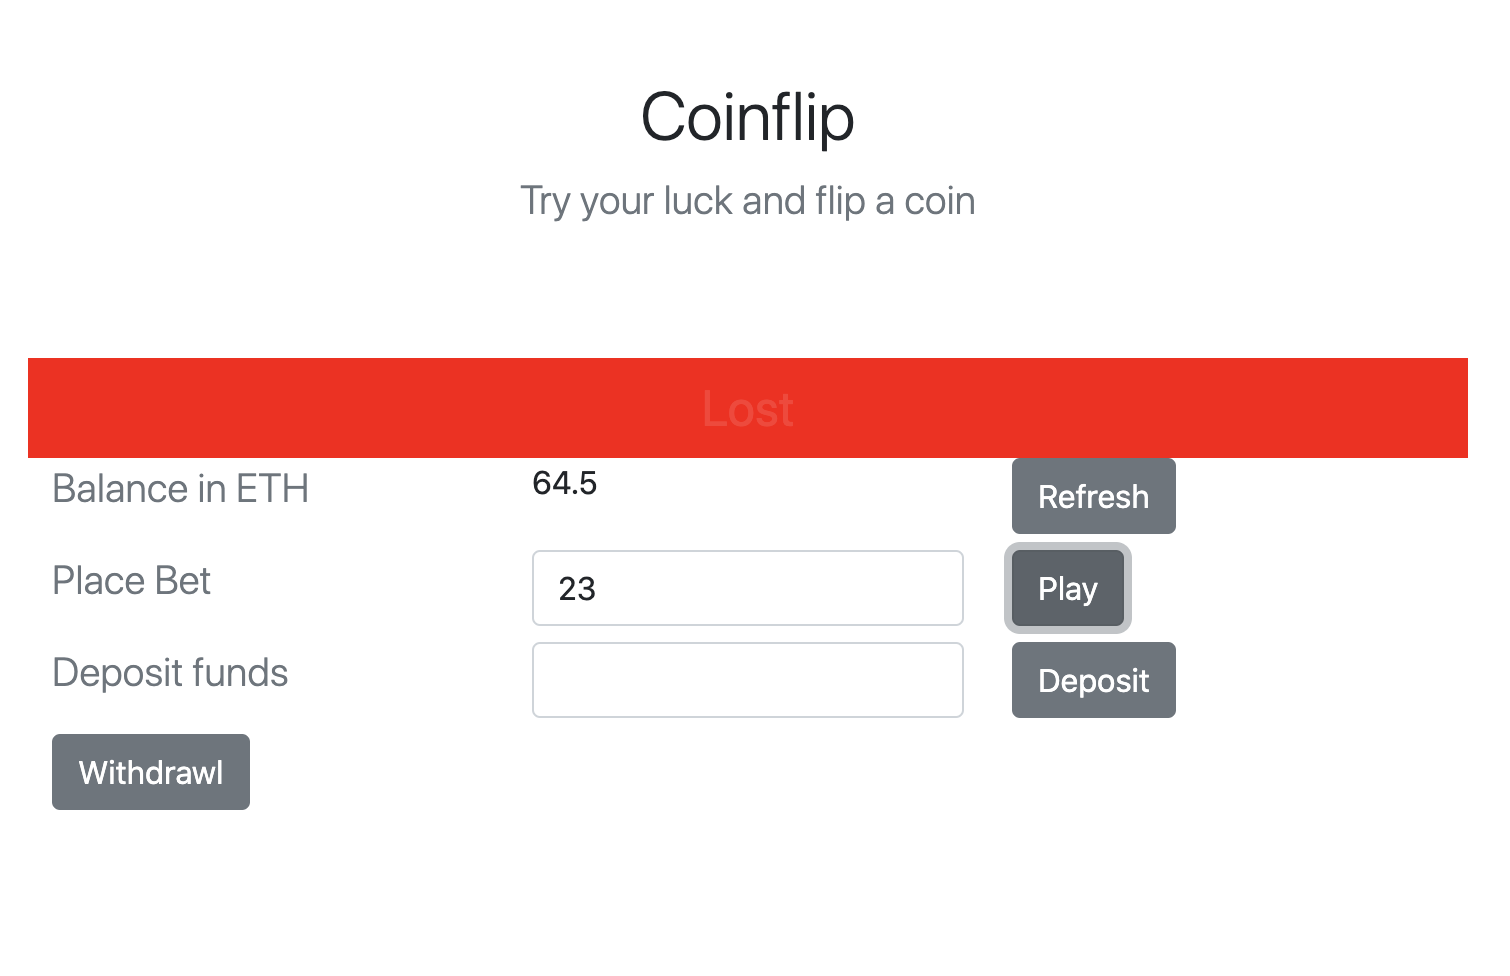 Coinflip
Try your luck and flip a coin
Lost
Balance in ETH 64.5 Refresh
Place Bet 23 Play
Deposit funds Deposit
Withdrawl